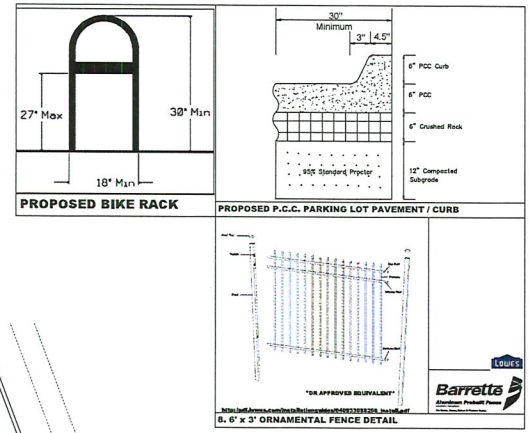 27" Max
30" Min
18" Min
PROPOSED BIKE RACK
30"
Minimum
3"
4.5"
6" PCC Curb
6" PCC
6" Crushed Rock
95% Standard Proctor
12" Compacted
Subgrade
PROPOSED P.C.C. PARKING LOT PAVEMENT / CURB
"OR APPROVED EQUIVALENT"
8. 6' x 3' ORNAMENTAL FENCE DETAIL
LOWES
Barrette
Aluminum Prebuilt Fence